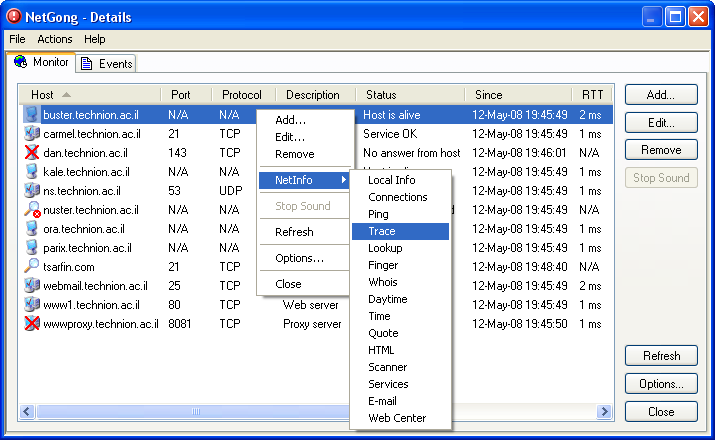 NetGong - Details
File Actions Help
Monitor Events
Host Port Protocol Description Status Since RTT
buster.technion.ac.il N/A N/A Host is alive 12-May-08 19:45:49 2 ms
carmel.technion.ac.il 21 TCP Service OK 12-May-08 19:45:49 1 ms
dan.technion.ac.il 143 TCP No answer from host 12-May-08 19:46:01 N/A
kale.technion.ac.il N/A N/A 12-May-08 19:45:49 1 ms
ns.technion.ac.il 53 UDP 12-May-08 19:45:49 1 ms
nuster.technion.ac.il N/A N/A 12-May-08 19:45:49 N/A
ora.technion.ac.il N/A N/A 12-May-08 19:45:49 1 ms
parix.technion.ac.il N/A N/A 12-May-08 19:45:49 1 ms
tsarfin.com 21 TCP 12-May-08 19:48:40 N/A
webmail.technion.ac.il 25 TCP 12-May-08 19:45:49 2 ms
www1.technion.ac.il 80 TCP Web server 12-May-08 19:45:49 1 ms
wwwproxy.technion.ac.il 8081 TCP Proxy server 12-May-08 19:45:50 1 ms
Add...
Edit...
Remove
NetInfo
Stop Sound
Refresh
Options...
Close
Local Info
Connections
Ping
Trace
Lookup
Finger
Whois
Daytime
Time
Quote
HTML
Scanner
Services
E-mail
Web Center
Add...
Edit...
Remove
Stop Sound
Refresh
Options...
Close